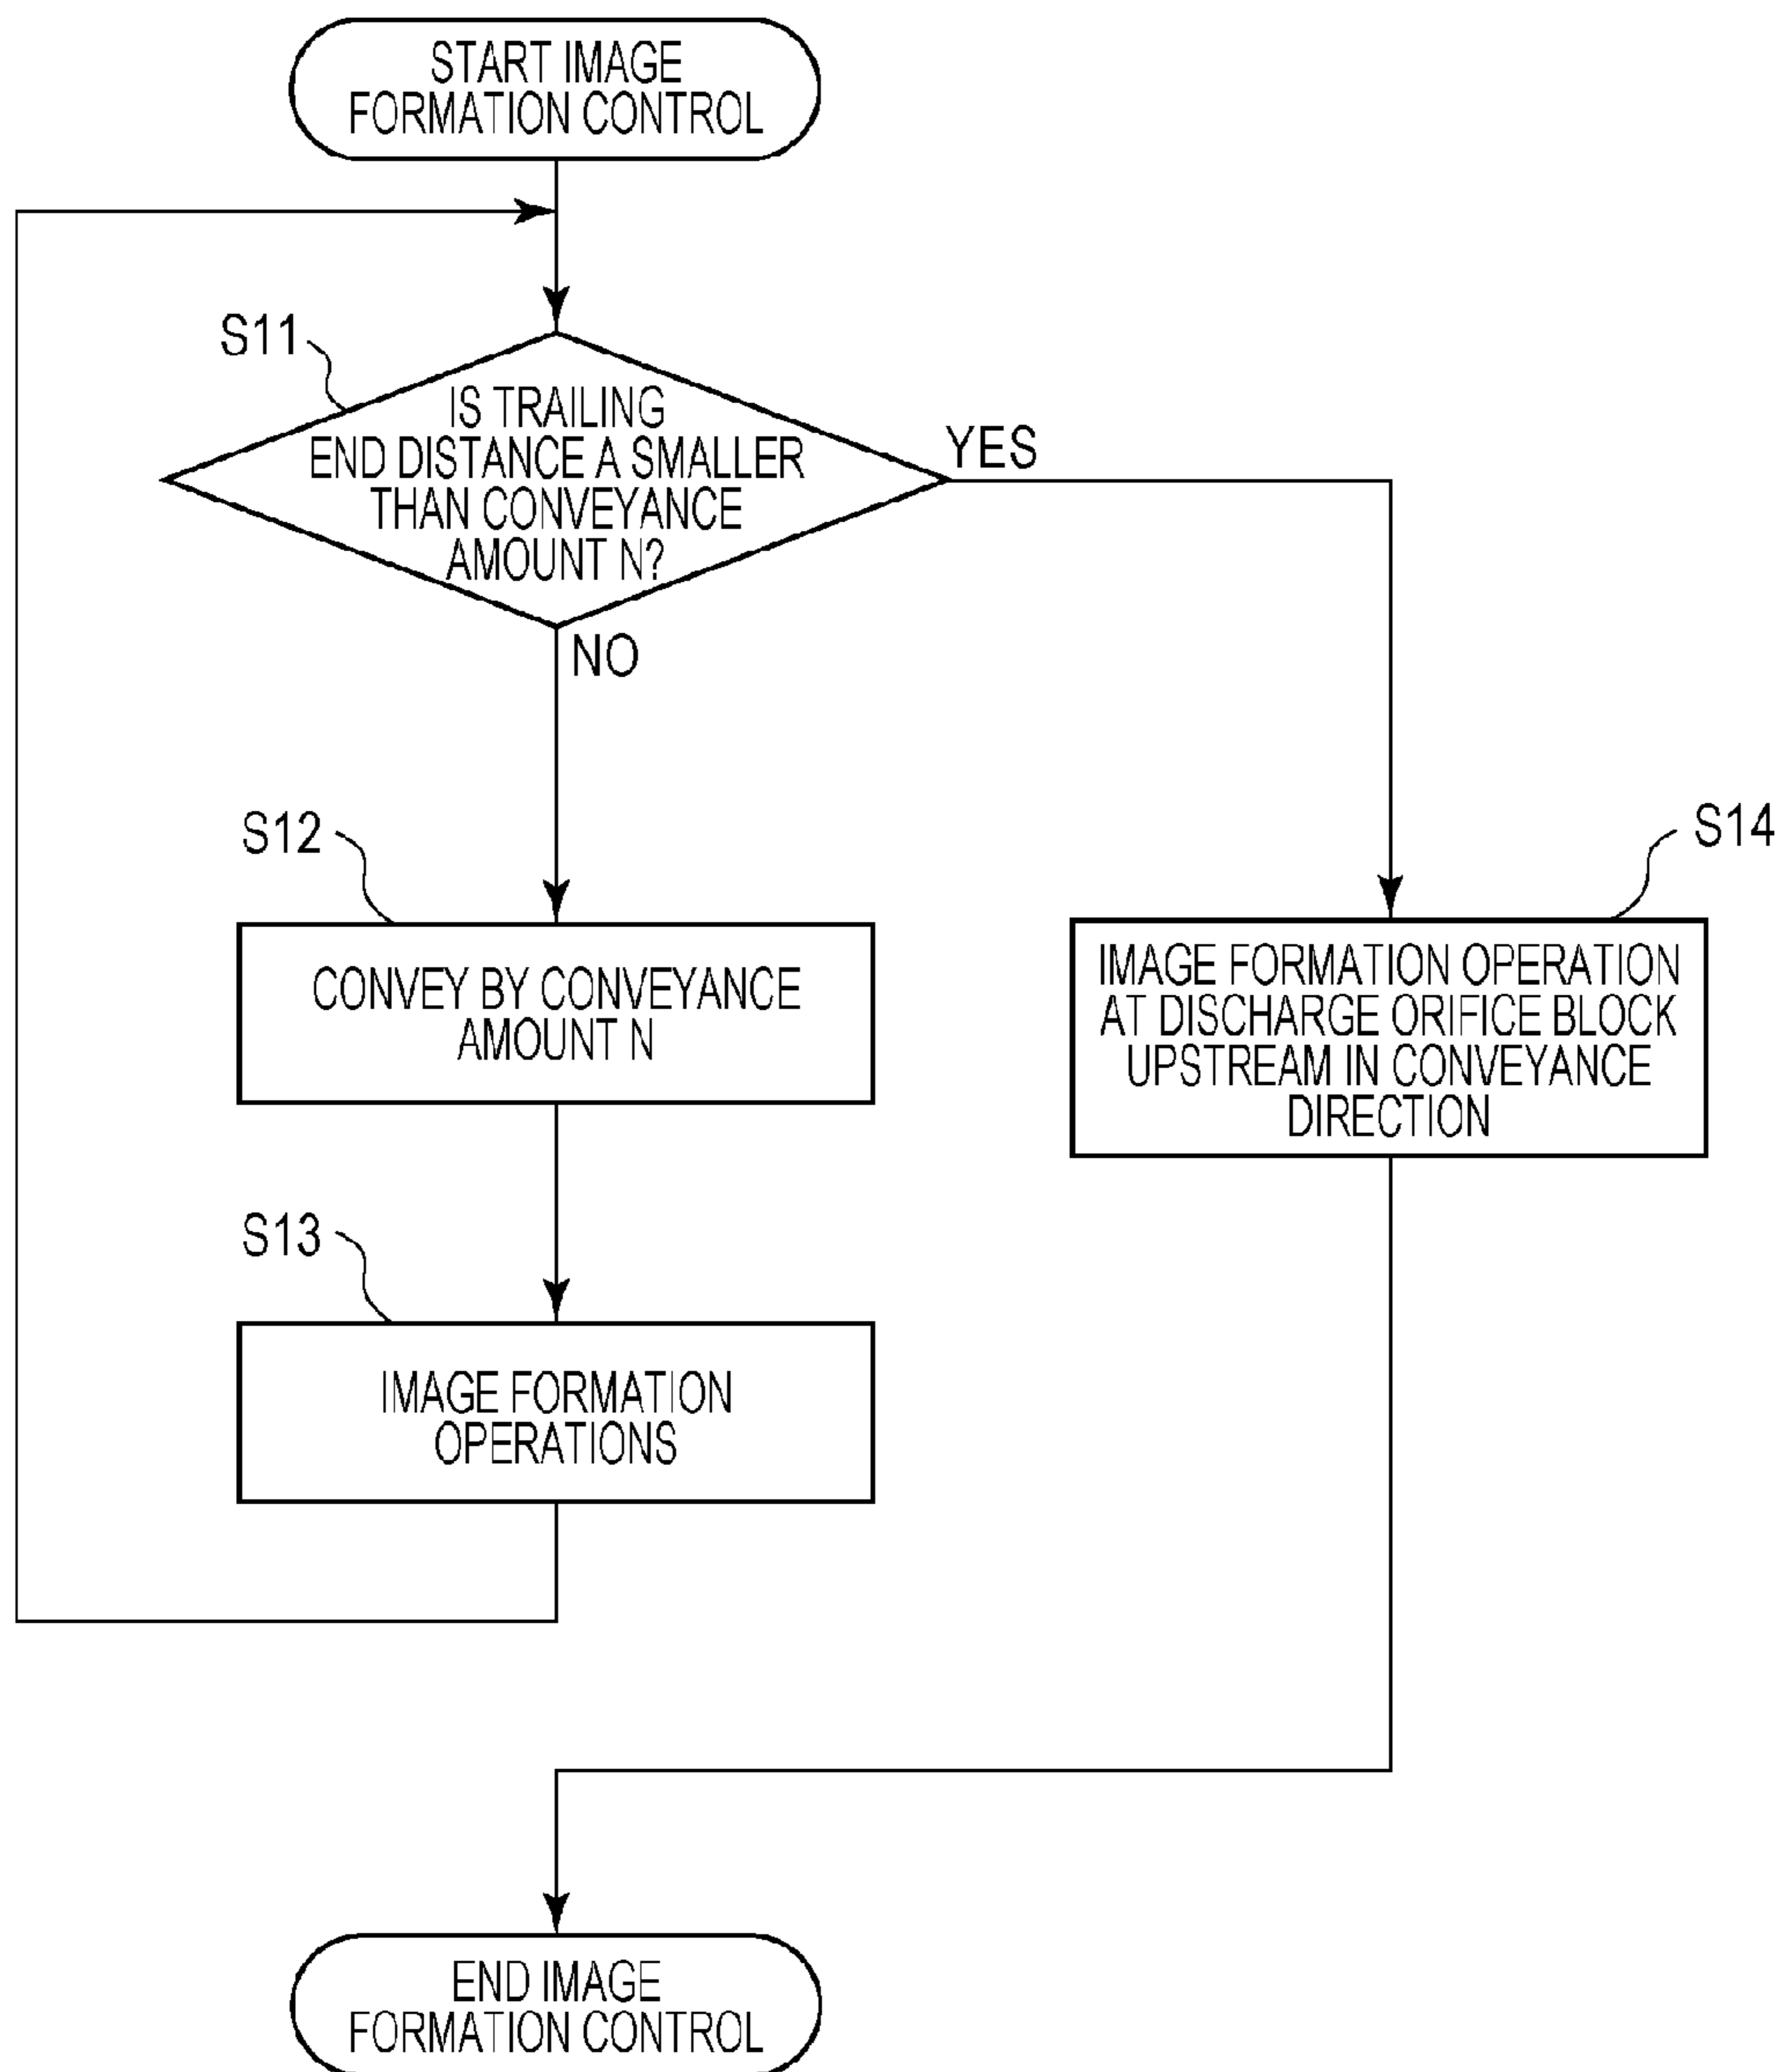 START IMAGE
FORMATION CONTROL
S11
IS TRAILING
END DISTANCE A SMALLER
THAN CONVEYANCE
AMOUNT N?
YES
NO
S12
CONVEY BY CONVEYANCE
AMOUNT N
S14
IMAGE FORMATION OPERATION
AT DISCHARGE ORIFICE BLOCK
UPSTREAM IN CONVEYANCE
DIRECTION
S13
IMAGE FORMATION
OPERATIONS
END IMAGE
FORMATION CONTROL